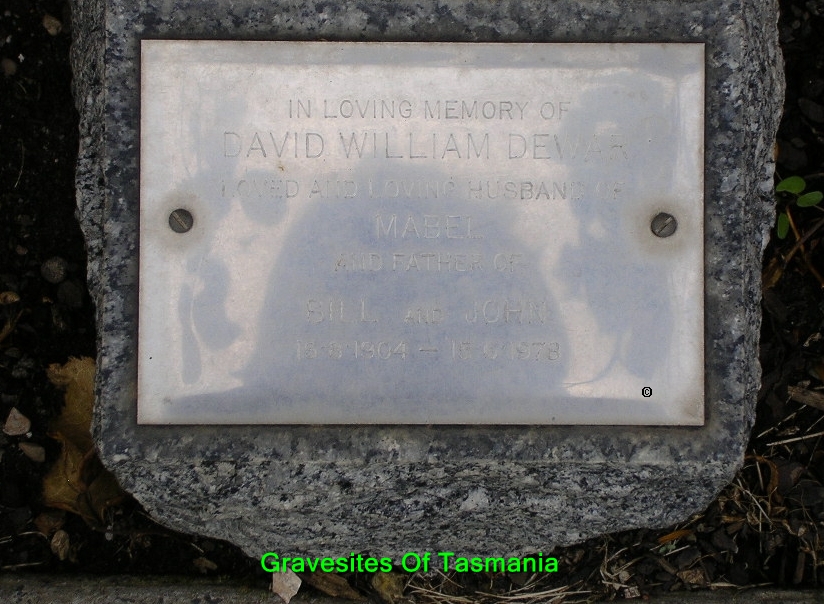 IN LOVING MEMORY OF
DAVID WILLIAM DEWAR
LOVED AND LOVING HUSBAND OF
MABEL
AND FATHER OF
BILL AND JOHN
©
Gravesites Of Tasmania